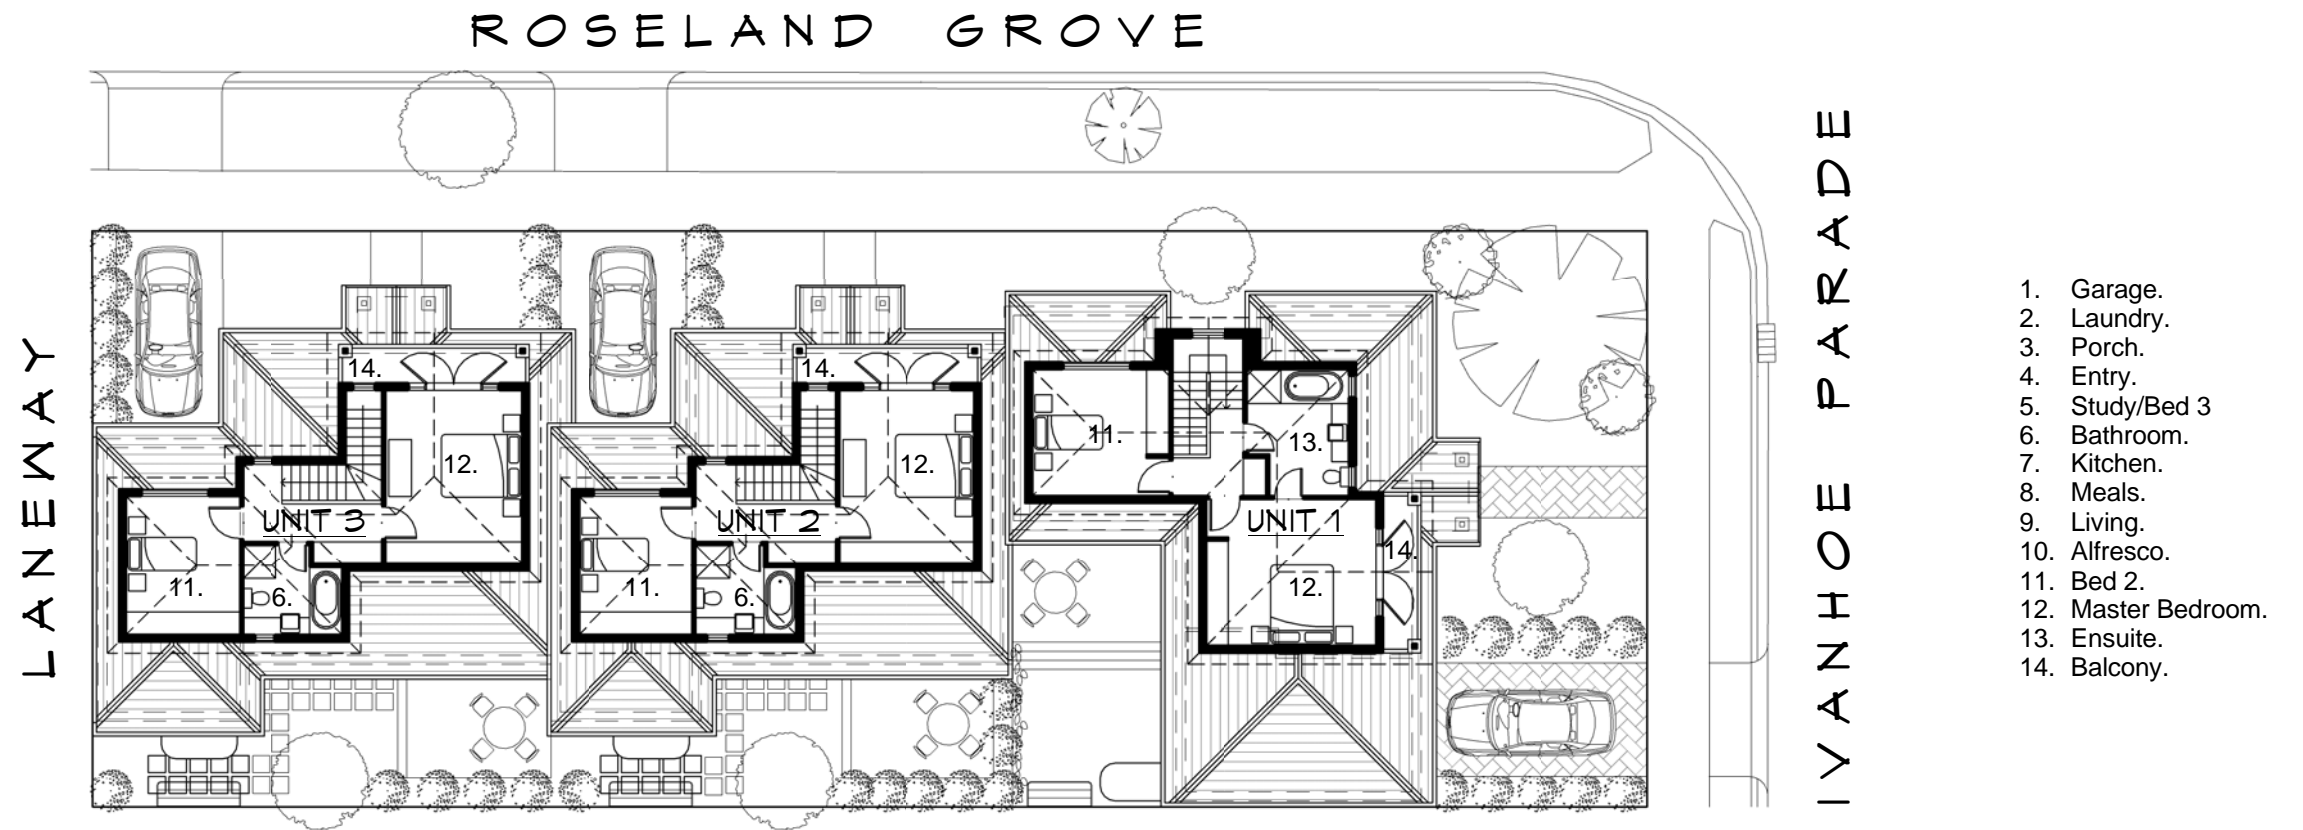 ROSELAND GROVE
LANEWAY
IVANHOE PARADE
14.
12.
UNIT 3
11.
6.
14.
12.
UNIT 2
11.
6.
11.
13.
UNIT 1
14.
12.
1. Garage.
2. Laundry.
3. Porch.
4. Entry.
5. Study/Bed 3
6. Bathroom.
7. Kitchen.
8. Meals.
9. Living.
10. Alfresco.
11. Bed 2.
12. Master Bedroom.
13. Ensuite.
14. Balcony.